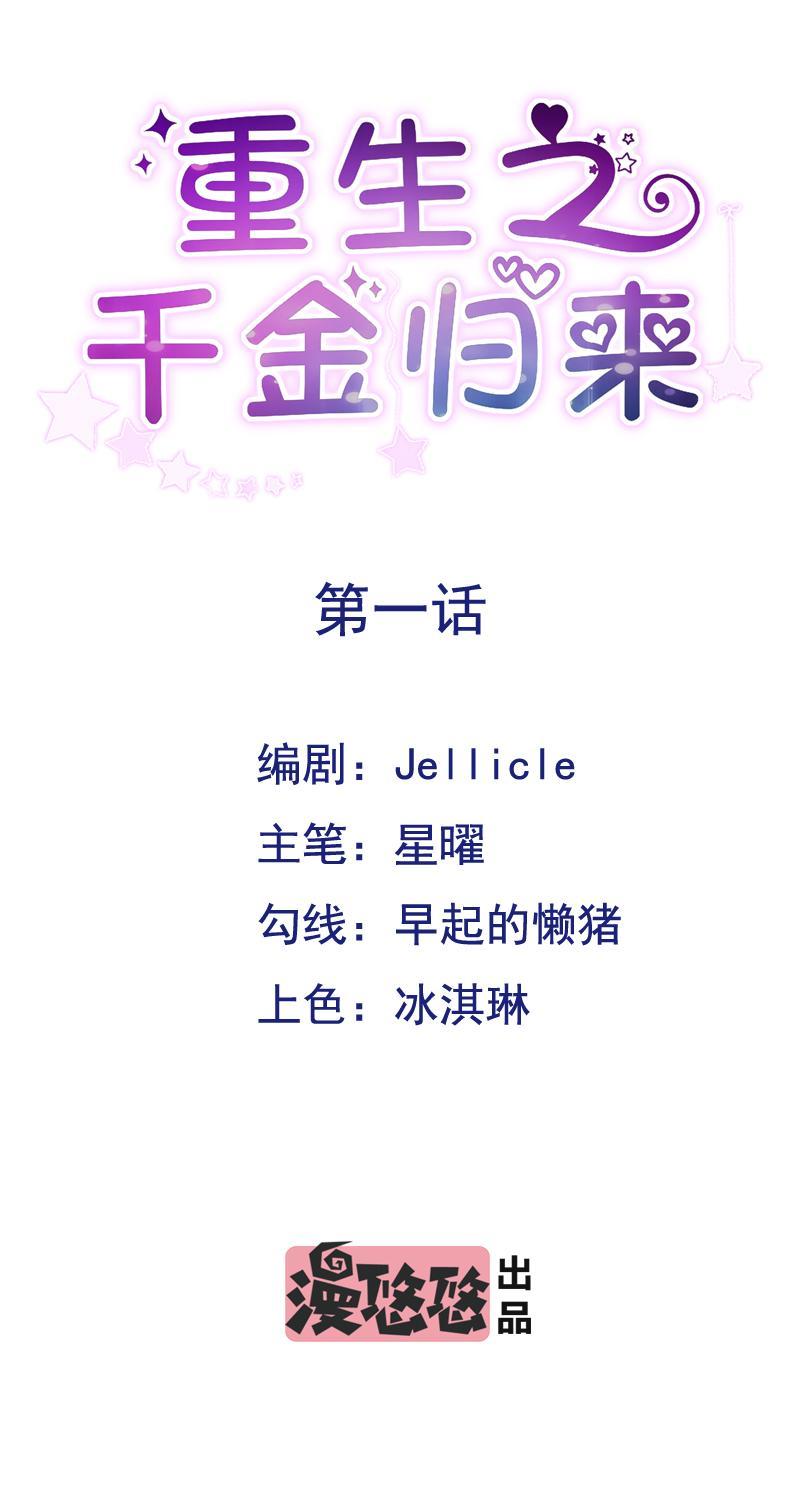 重生之
千金归来
第一话
编剧：Jellicle
主笔：星曜
勾线：早起的懒猪
上色：冰淇琳
漫悠悠出品